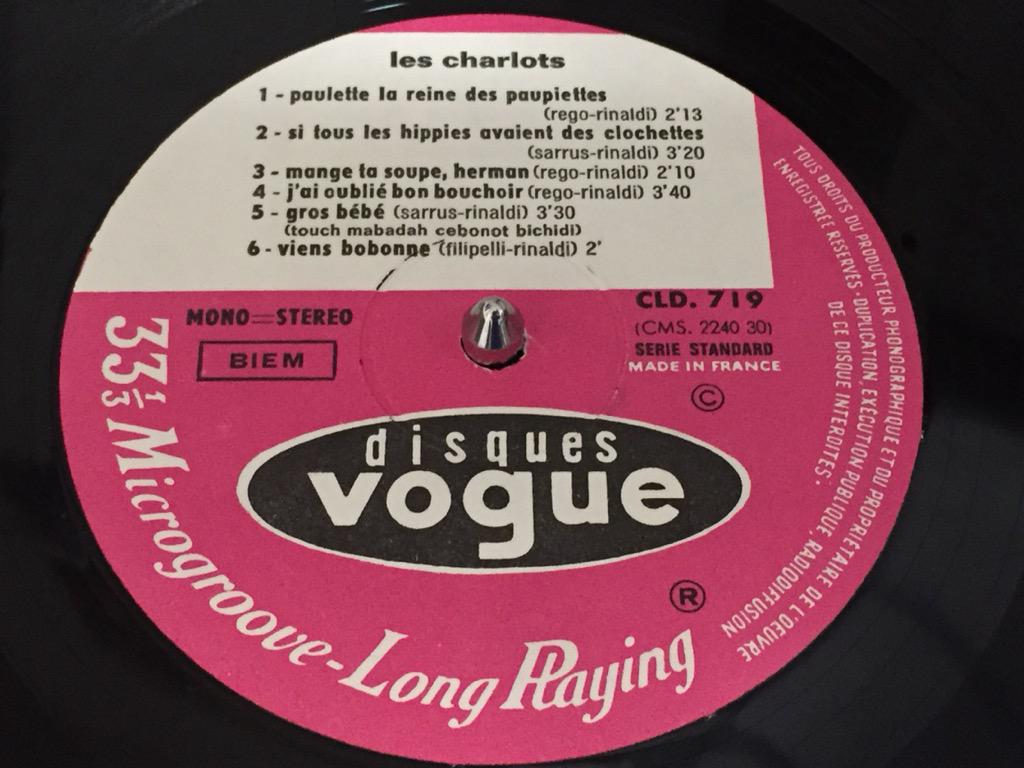 les charlots
1 - paulette la reine des paupiettes
(rego-rinaldi) 2'13
2 - si tous les hippies avaient des clochettes
(sarrus-rinaldi) 3'20
3 - mange ta soupe, herman (rego-rinaldi) 2'10
4 - j'ai oublié bon bouchoir (rego-rinaldi) 3'40
5 - gros bébé (sarrus-rinaldi) 3'30
(touch mabadah cebonot bichidi)
6 - viens bobonne (filipelli-rinaldi) 2'
MONO=STEREO
BIEM
CLD. 719
(CMS. 2240 30)
SERIE STANDARD
MADE IN FRANCE
©
disques
vogue
®
33 1/3 Microgroove - Long Playing
TOUS DROITS DU PRODUCTEUR PHONOGRAPHIQUE ET DU PROPRIÉTAIRE DE L'OEUVRE
ENREGISTRÉE RÉSERVÉS - DUPLICATION, EXÉCUTION PUBLIQUE, RADIODIFFUSION
DE CE DISQUE INTERDITES.